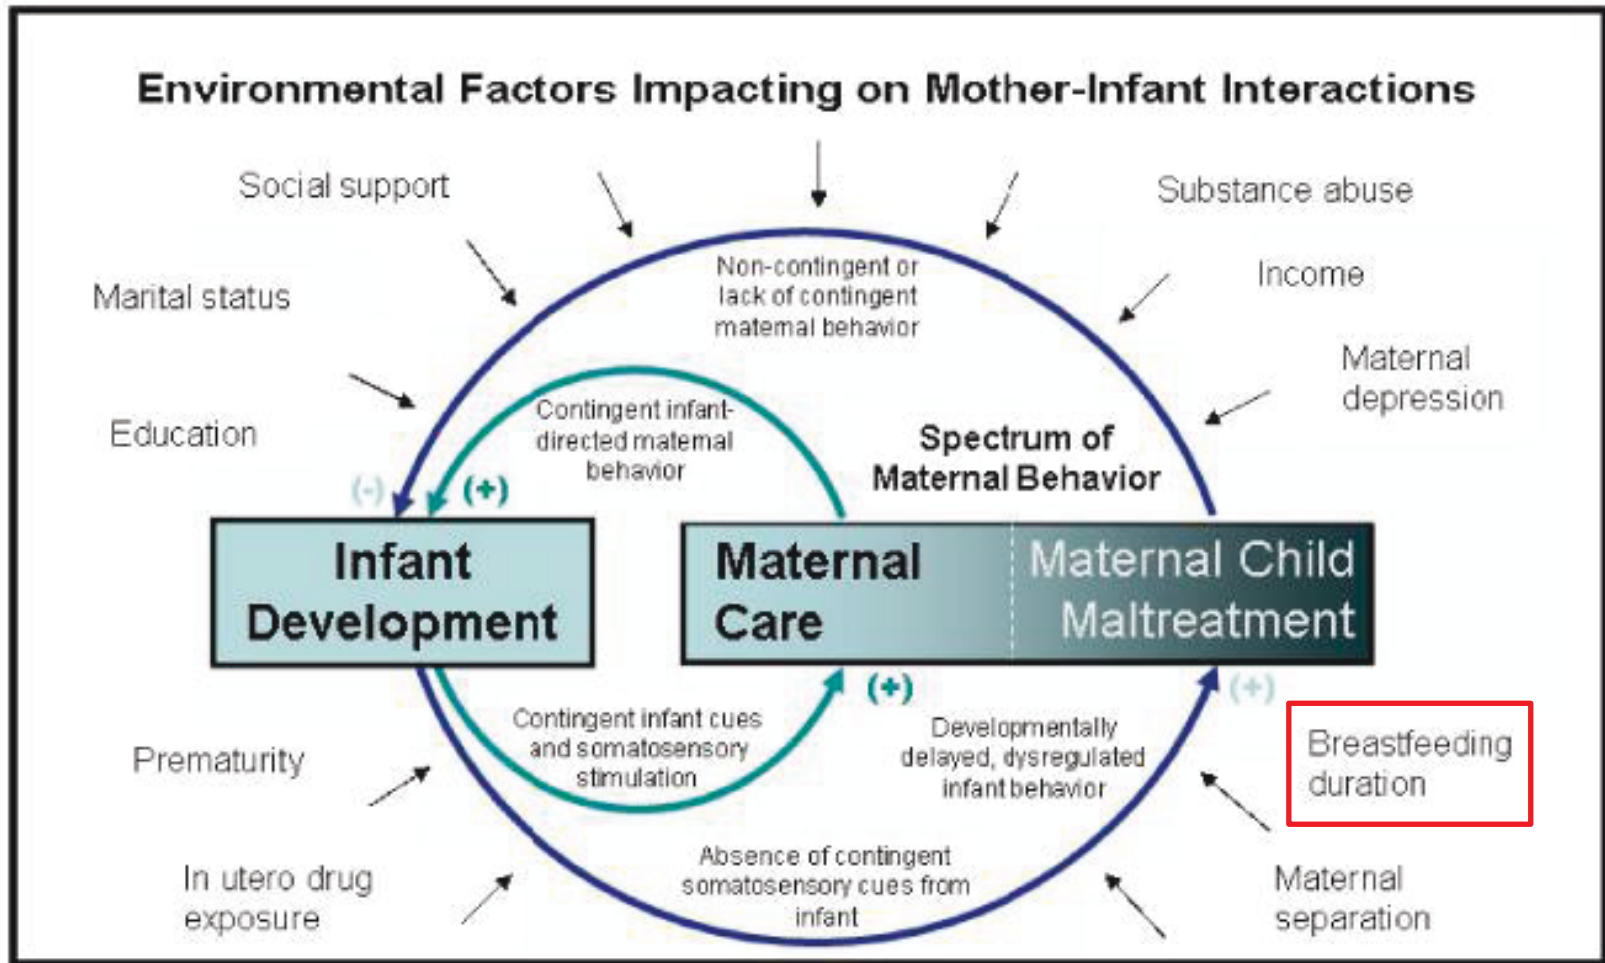 Environmental Factors Impacting on Mother-Infant Interactions
Social support
Substance abuse
Marital status
Non-contingent or
lack of contingent
maternal behavior
Income
Education
Contingent infant-
directed maternal
behavior
Maternal
depression
Spectrum of
Maternal Behavior
(-)
(+)
Infant
Development
Maternal
Care
Maternal Child
Maltreatment
(+)
(+)
Prematurity
Contingent infant cues
and somatosensory
stimulation
Developmentally
delayed, dysregulated
infant behavior
Breastfeeding
duration
In utero drug
exposure
Absence of contingent
somatosensory cues from
infant
Maternal
separation